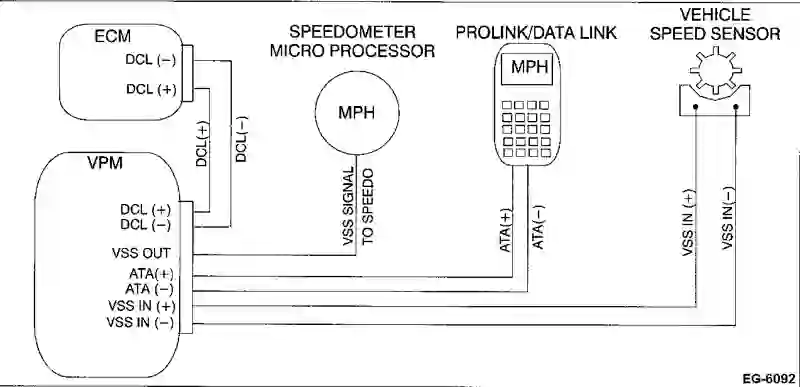 ECM
DCL (–)
DCL (+)
DCL(+)
DCL(–)
SPEEDOMETER
MICRO PROCESSOR
MPH
VSS SIGNAL
TO SPEEDO
PROLINK/DATA LINK
MPH
ATA(+)
ATA(–)
VEHICLE
SPEED SENSOR
VSS IN (+)
VSS IN(–)
VPM
DCL (+)
DCL (–)
VSS OUT
ATA(+)
ATA (–)
VSS IN (+)
VSS IN (–)
EG-6092